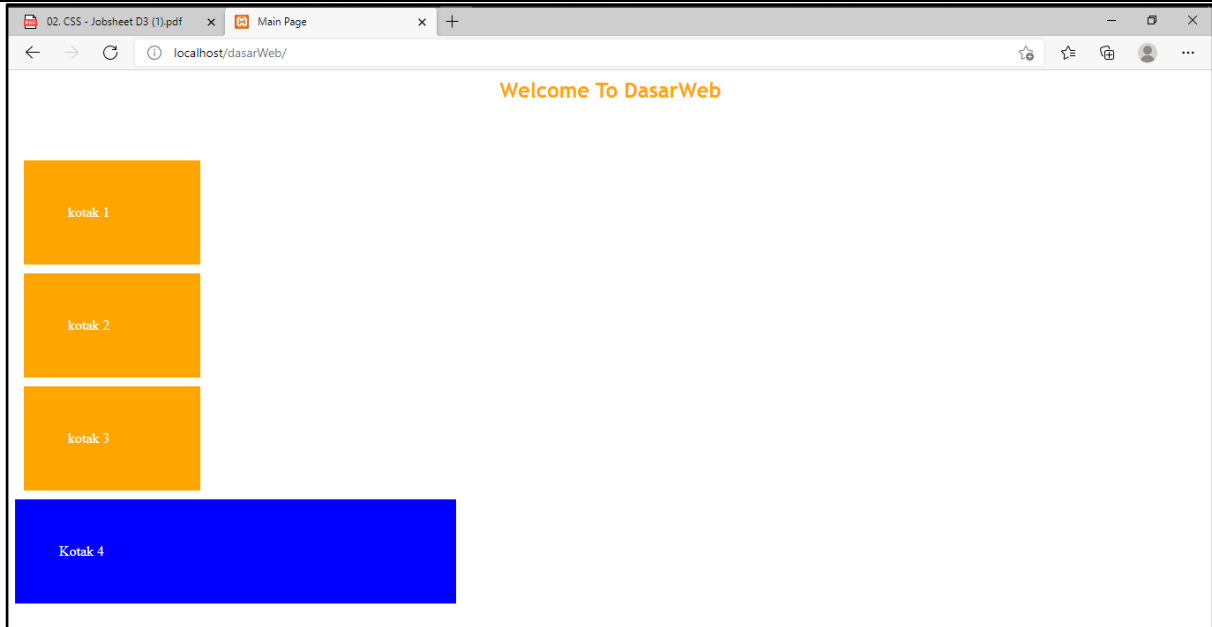 02. CSS - Jobsheet D3 (1).pdf
Main Page
localhost/dasarWeb/
Welcome To DasarWeb
kotak 1
kotak 2
kotak 3
Kotak 4